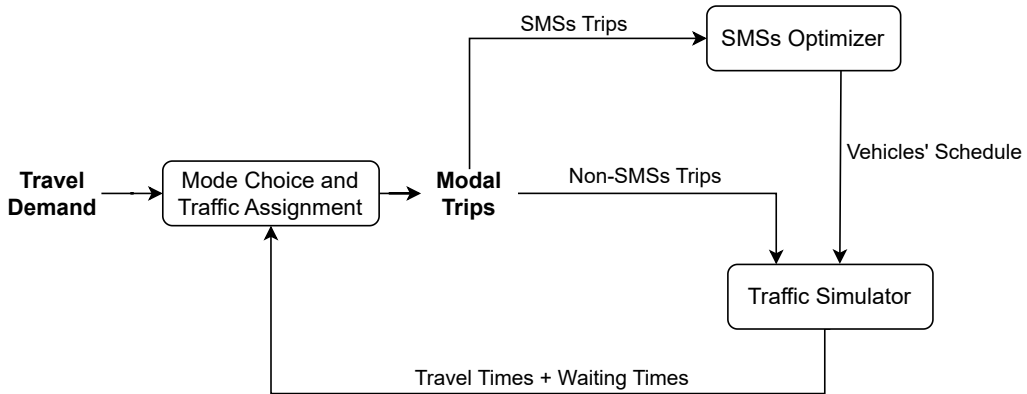 SMSs Trips
SMSs Optimizer
Vehicles' Schedule
Travel
Demand
Mode Choice and
Traffic Assignment
Modal
Trips
Non-SMSs Trips
Traffic Simulator
Travel Times + Waiting Times